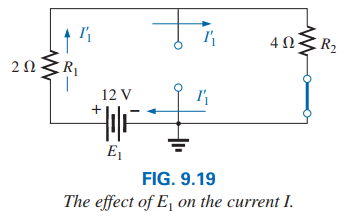 I′₁
I′₁
4 Ω
R₂
2 Ω
R₁
12 V
I′₁
+
–
E₁
FIG. 9.19
The effect of E₁ on the current I.